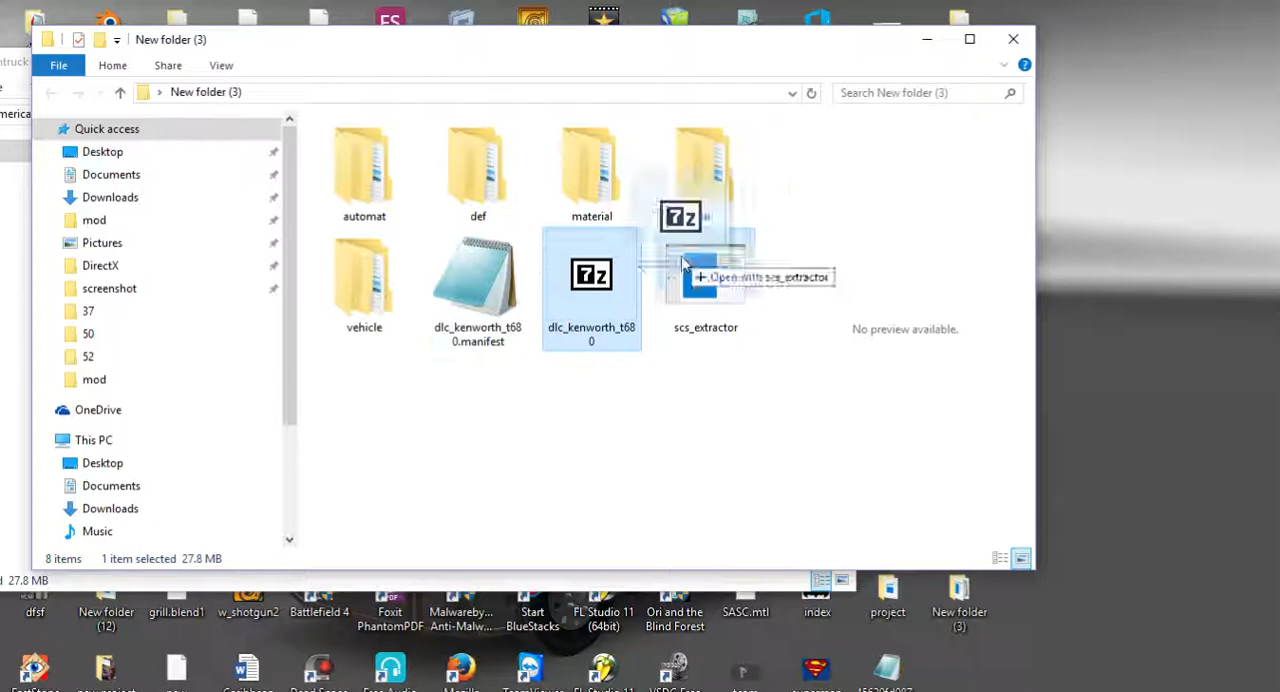 ntruck
e
merica
New folder (3)
File
Home
Share
View
New folder (3)
Search New folder (3)
Quick access
Desktop
Documents
Downloads
mod
Pictures
DirectX
screenshot
37
50
52
mod
OneDrive
This PC
Desktop
Documents
Downloads
Music
automat
def
material
vehicle
dlc_kenworth_t68
0.manifest
dlc_kenworth_t68
0
scs_extractor
7z
7z
+ Open with scs_extractor
No preview available.
8 items
1 item selected 27.8 MB
27.8 MB
dfsf
New folder
(12)
grill.blend1
w_shotgun2
Battlefield 4
Foxit
PhantomPDF
Malwareby...
Anti-Malw...
Start
BlueStacks
FL Studio 11
(64bit)
Ori and the
Blind Forest
SASC.mtl
index
project
New folder
(3)